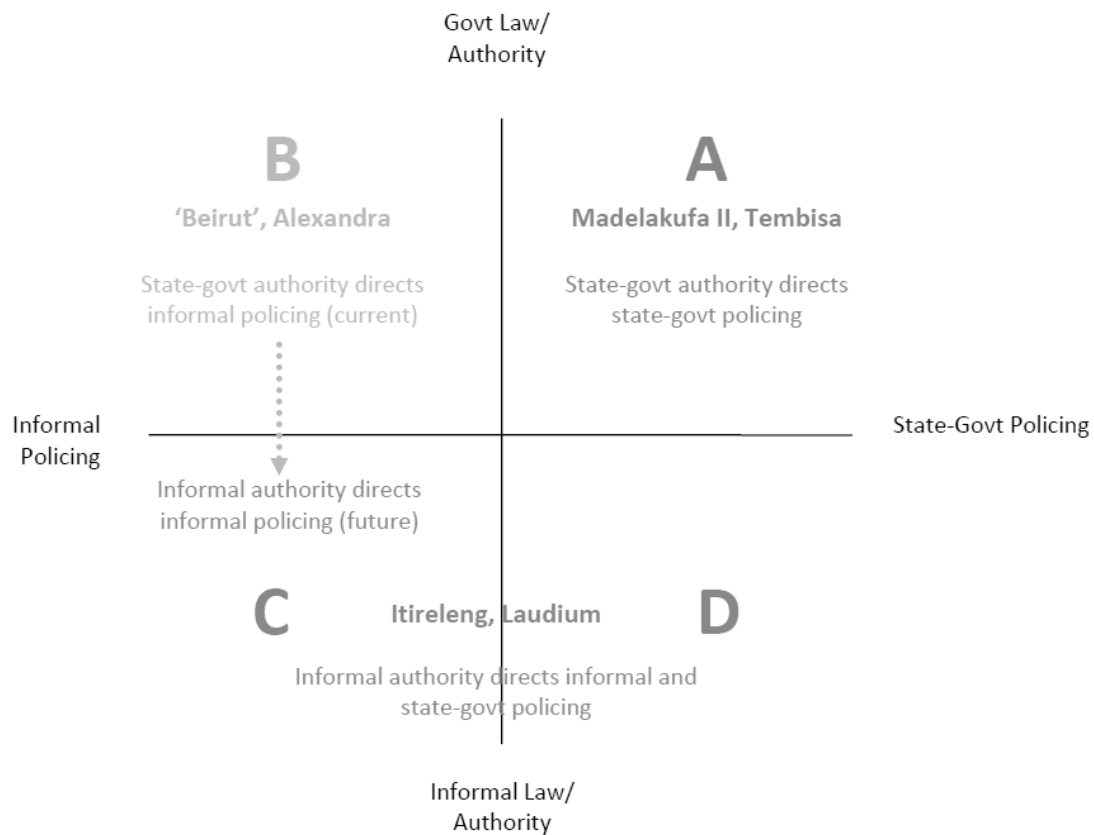 Govt Law/
Authority
B
A
‘Beirut’, Alexandra
Madelakufa II, Tembisa
State-govt authority directs
informal policing (current)
State-govt authority directs
state-govt policing
Informal
Policing
State-Govt Policing
Informal authority directs
informal policing (future)
C
Itireleng, Laudium
D
Informal authority directs informal and
state-govt policing
Informal Law/
Authority